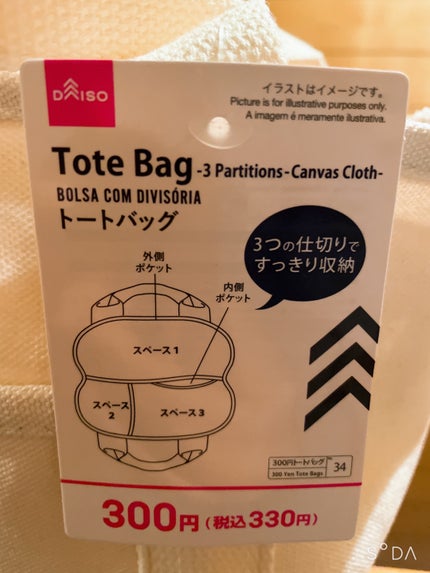 DAISO
イラストはイメージです。
Picture is for illustrative purposes only.
A imagem é meramente ilustrativa.
Tote Bag -3 Partitions-Canvas Cloth-
BOLSA COM DIVISÓRIA
トートバッグ
3つの仕切りで
すっきり収納
外側
ポケット
内側
ポケット
スペース1
スペース
2
スペース3
300円トートバッグ
300 Yen Tote Bags
No
34
300円(税込330円)
SODA